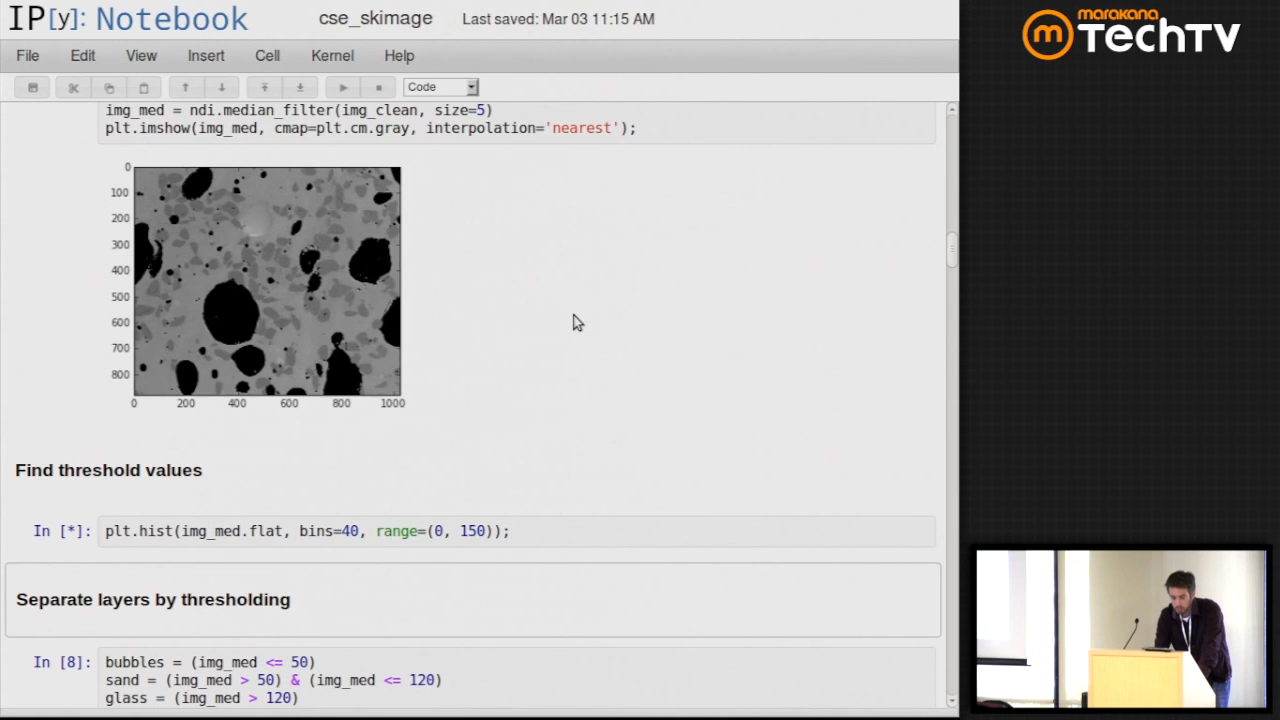 IP[y]: Notebook
cse_skimage
Last saved: Mar 03 11:15 AM
marakana
TechTV
File Edit View Insert Cell Kernel Help
Code
img_med = ndi.median_filter(img_clean, size=5)
plt.imshow(img_med, cmap=plt.cm.gray, interpolation='nearest');
0
100
200
300
400
500
600
700
800
0 200 400 600 800 1000
Find threshold values
In [*]: plt.hist(img_med.flat, bins=40, range=(0, 150));
Separate layers by thresholding
In [8]: bubbles = (img_med <= 50)
sand = (img_med > 50) & (img_med <= 120)
glass = (img_med > 120)